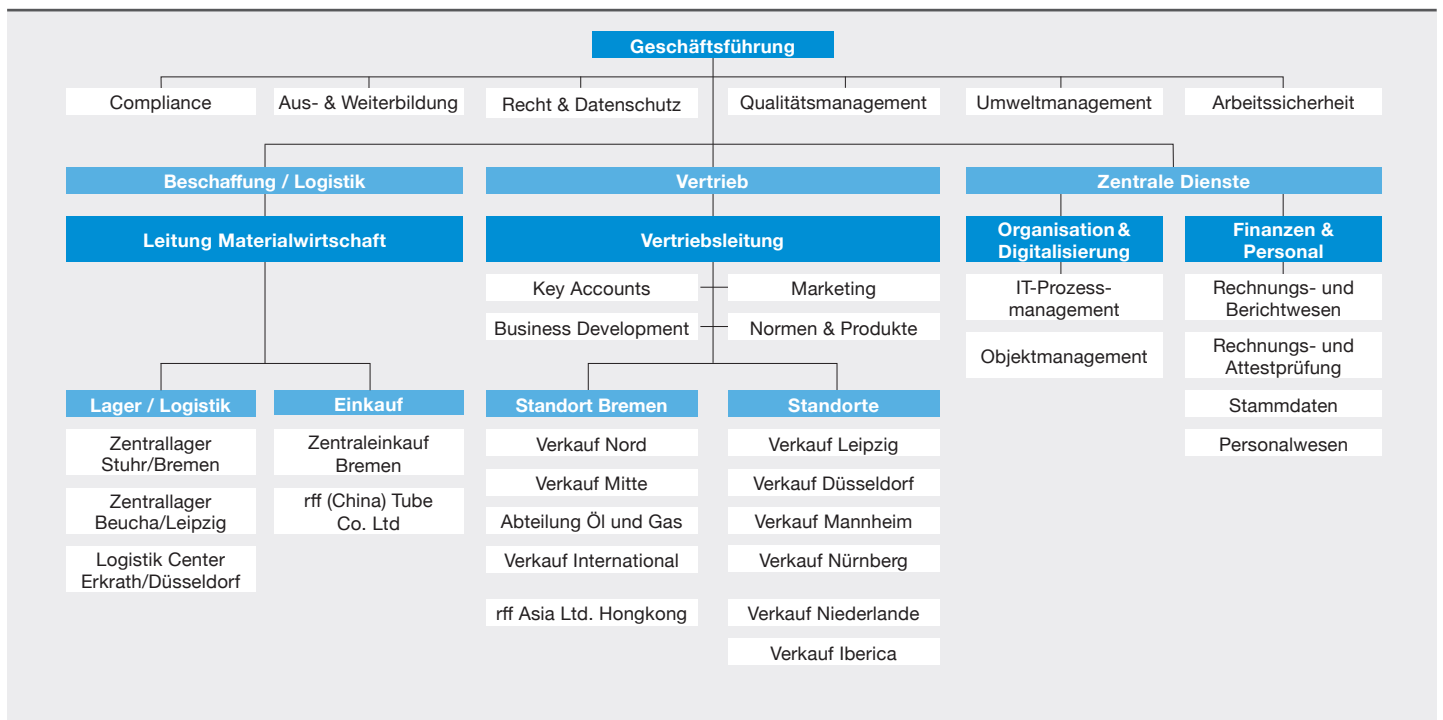 Geschäftsführung
Compliance
Aus- & Weiterbildung
Recht & Datenschutz
Qualitätsmanagement
Umweltmanagement
Arbeitssicherheit
Beschaffung / Logistik
Vertrieb
Zentrale Dienste
Leitung Materialwirtschaft
Vertriebsleitung
Organisation &
Digitalisierung
Finanzen &
Personal
Key Accounts
Marketing
Business Development
Normen & Produkte
IT-Prozess-
management
Objektmanagement
Rechnungs- und
Berichtwesen
Rechnungs- und
Attestprüfung
Stammdaten
Personalwesen
Lager / Logistik
Zentrallager
Stuhr/Bremen
Zentrallager
Beucha/Leipzig
Logistik Center
Erkrath/Düsseldorf
Einkauf
Zentraleinkauf
Bremen
rff (China) Tube
Co. Ltd
Standort Bremen
Verkauf Nord
Verkauf Mitte
Abteilung Öl und Gas
Verkauf International
rff Asia Ltd. Hongkong
Standorte
Verkauf Leipzig
Verkauf Düsseldorf
Verkauf Mannheim
Verkauf Nürnberg
Verkauf Niederlande
Verkauf Iberica